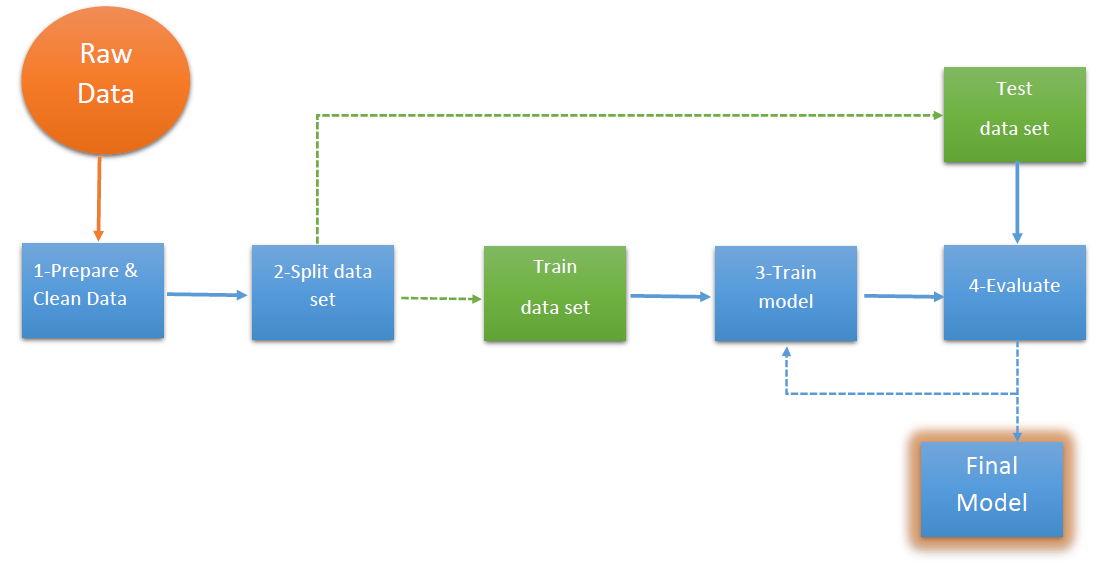 Raw
Data
Test
data set
1-Prepare &
Clean Data
2-Split data
set
Train
data set
3-Train
model
4-Evaluate
Final
Model